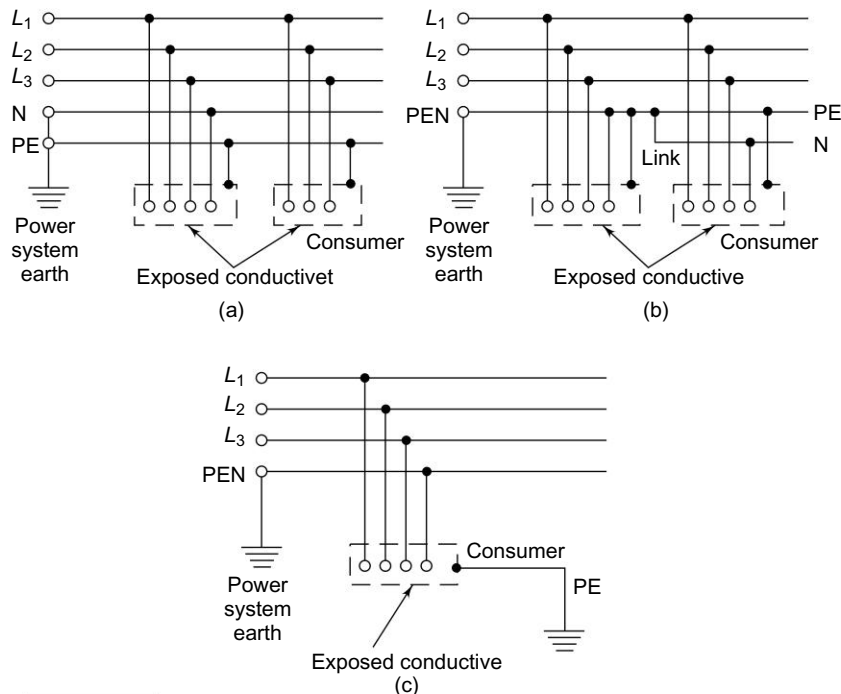 L1
L2
L3
N
PE
Power
system
earth
Consumer
Exposed conductivet
(a)
L1
L2
L3
PEN
PE
N
Link
Power
system
earth
Consumer
Exposed conductive
(b)
L1
L2
L3
PEN
Power
system
earth
Consumer
PE
Exposed conductive
(c)